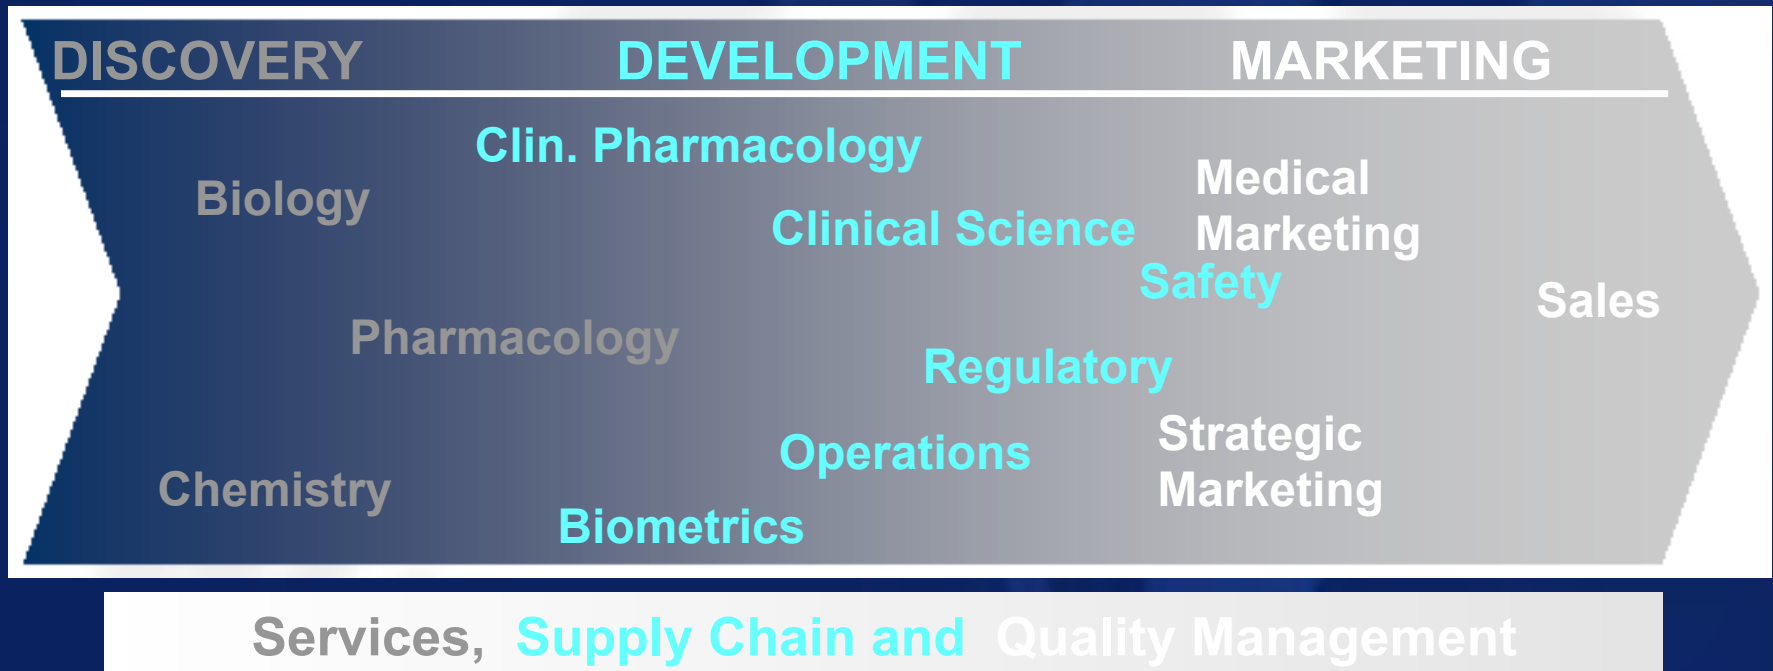 DISCOVERY DEVELOPMENT MARKETING
Clin. Pharmacology
Medical
Biology
Clinical Science
Marketing
Safety
Sales
Pharmacology
Regulatory
Strategic
Operations
Chemistry
Marketing
Biometrics
Services, Supply Chain and Quality Management